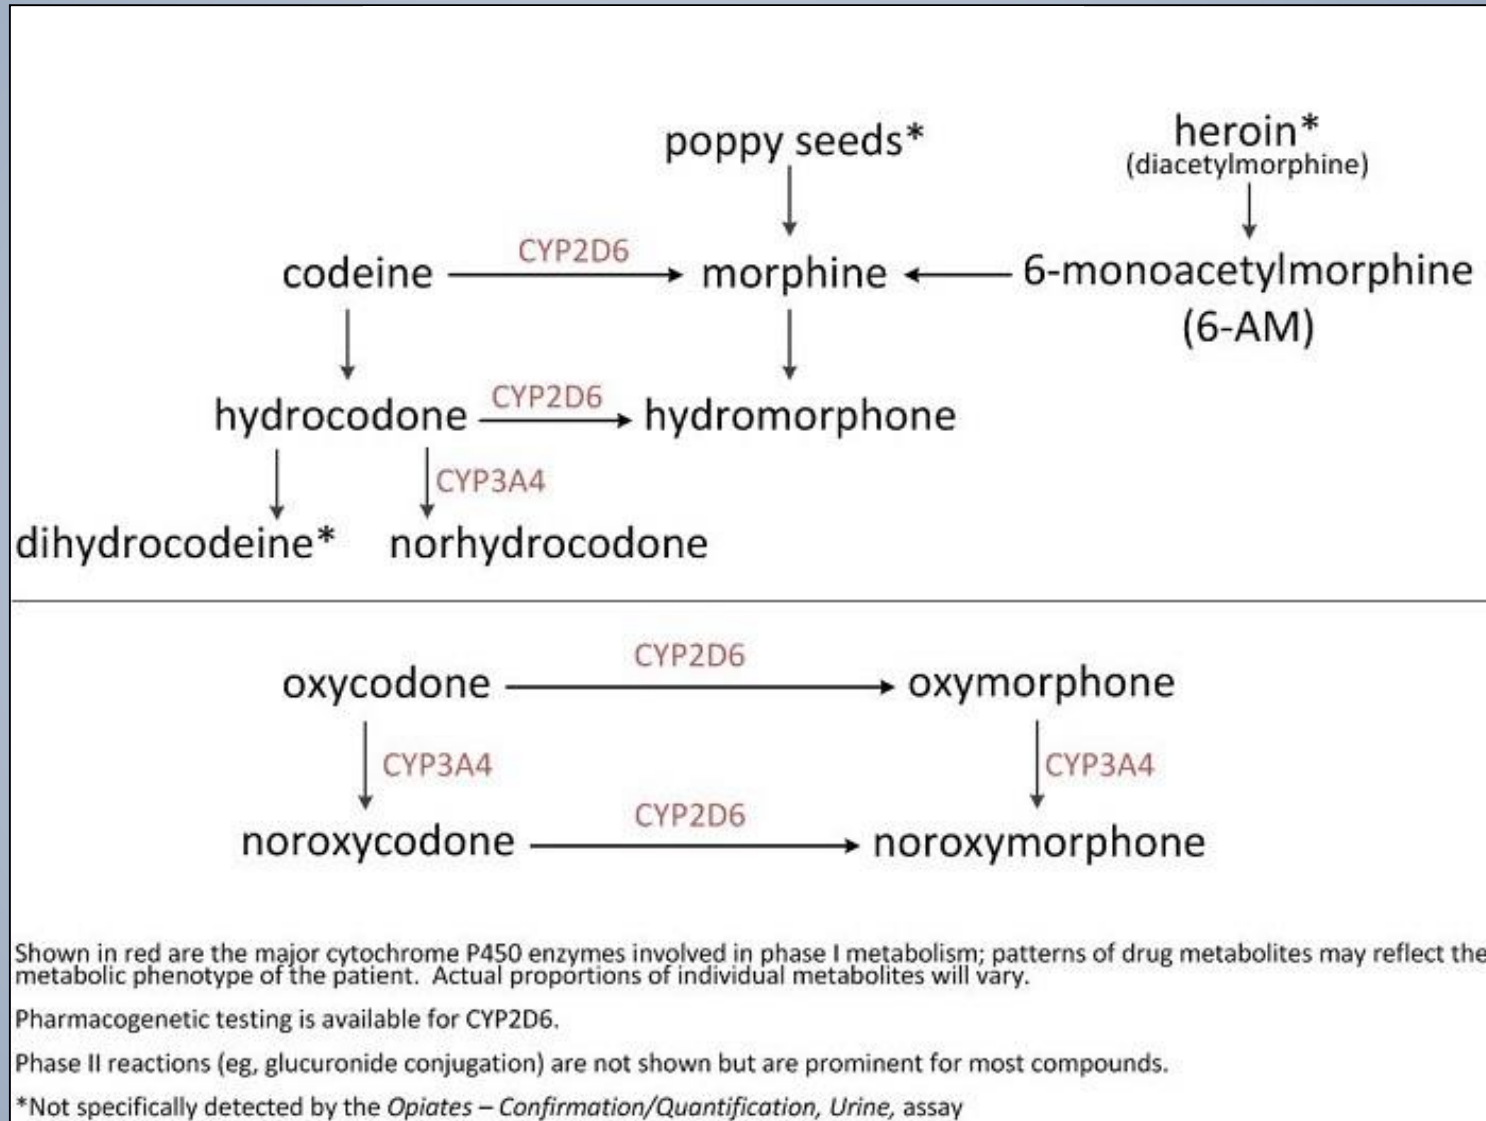 poppy seeds*
heroin*
(diacetylmorphine)
codeine
CYP2D6
morphine
6-monoacetylmorphine
(6-AM)
hydrocodone
CYP2D6
hydromorphone
CYP3A4
dihydrocodeine*
norhydrocodone
CYP2D6
oxycodone
oxymorphone
CYP3A4
CYP3A4
CYP2D6
noroxycodone
noroxymorphone
Shown in red are the major cytochrome P450 enzymes involved in phase I metabolism; patterns of drug metabolites may reflect the
metabolic phenotype of the patient.  Actual proportions of individual metabolites will vary.
Pharmacogenetic testing is available for CYP2D6.
Phase II reactions (eg, glucuronide conjugation) are not shown but are prominent for most compounds.
*Not specifically detected by the Opiates – Confirmation/Quantification, Urine, assay